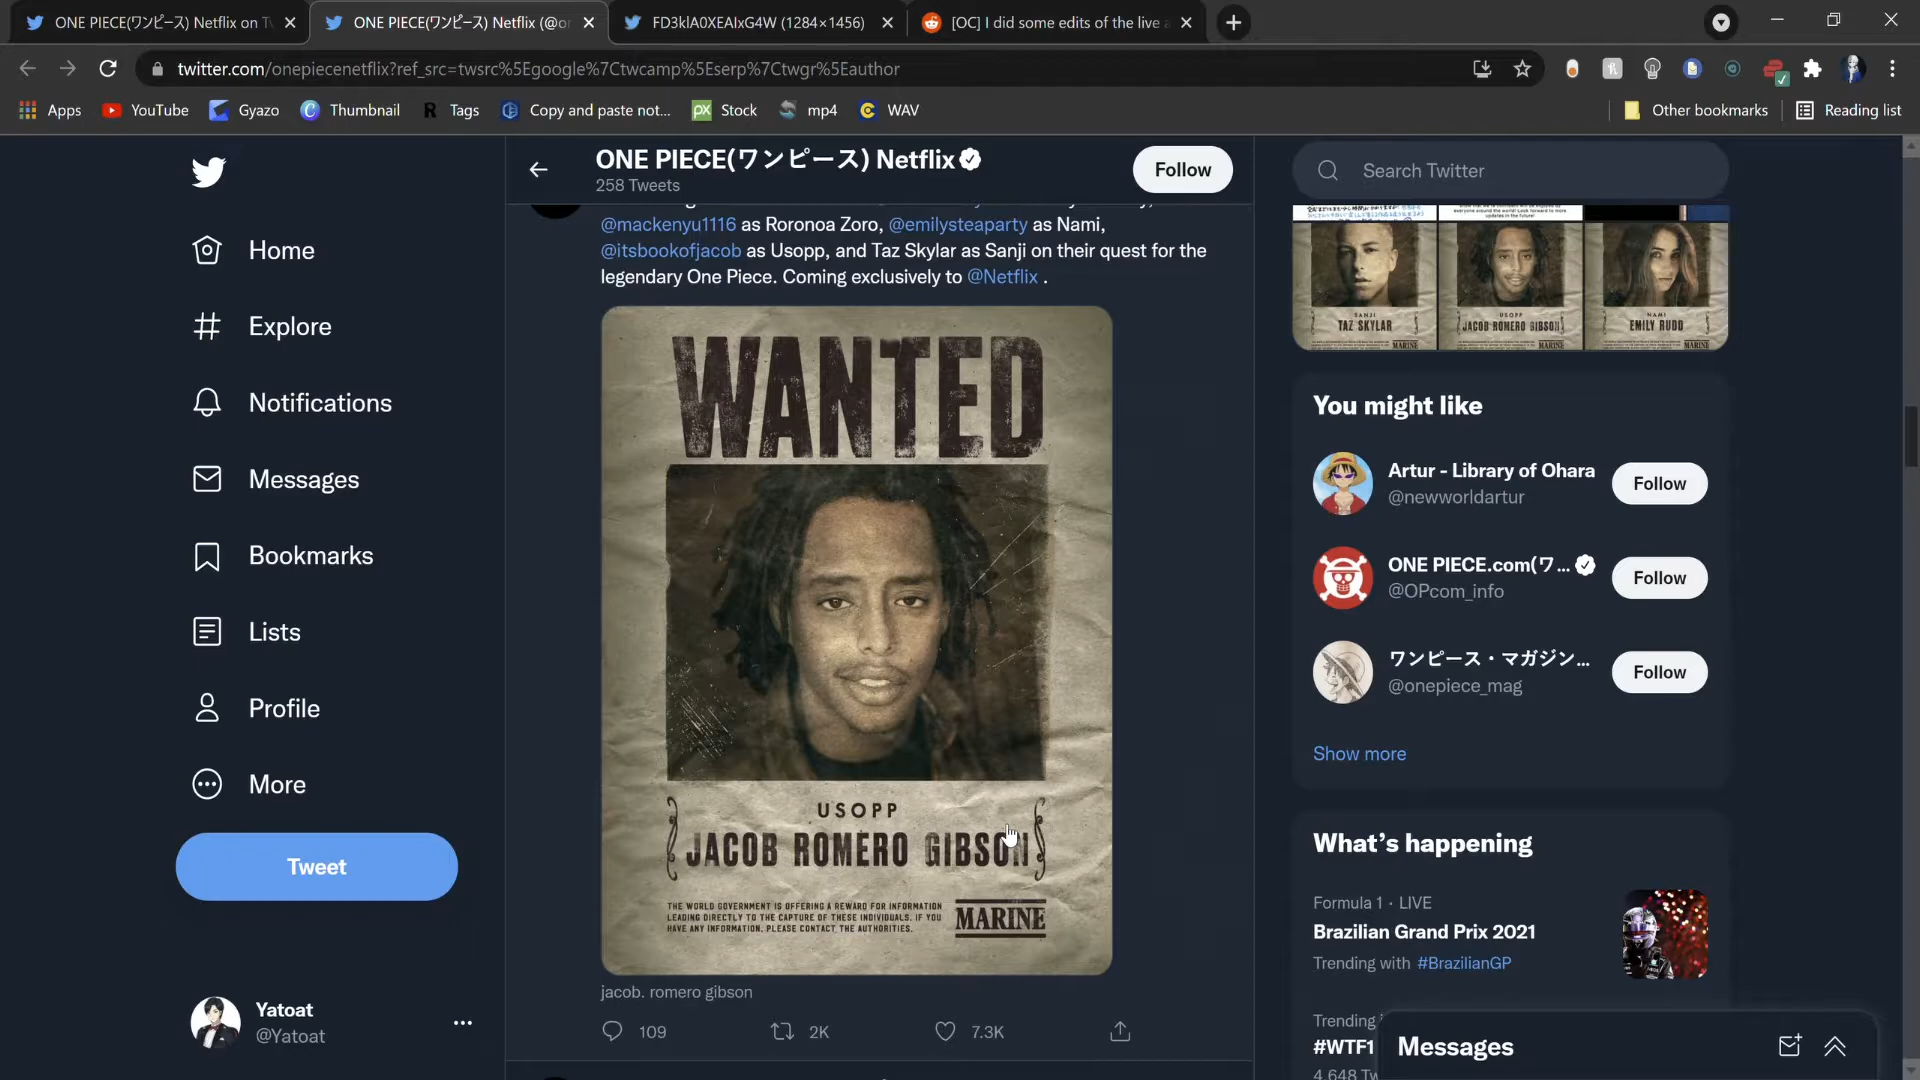 ONE PIECE(ワンピース) Netflix on T
ONE PIECE(ワンピース) Netflix (@o
FD3klA0XEAIxG4W (1284×1456)
[OC] I did some edits of the live a
twitter.com/onepiecenetflix?ref_src=twsrc%5Egoogle%7Ctwcamp%5Eserp%7Ctwgr%5Eauthor
Apps
YouTube
Gyazo
Thumbnail
Tags
Copy and paste not...
Stock
mp4
WAV
Other bookmarks
Reading list
Home
Explore
Notifications
Messages
Bookmarks
Lists
Profile
More
Tweet
Yatoat
@Yatoat
ONE PIECE(ワンピース) Netflix
258 Tweets
Follow
@mackenyu1116 as Roronoa Zoro, @emilysteaparty as Nami,
@itsbookofjacob as Usopp, and Taz Skylar as Sanji on their quest for the
legendary One Piece. Coming exclusively to @Netflix .
WANTED
USOPP
JACOB ROMERO GIBSON
THE WORLD GOVERNMENT IS OFFERING A REWARD FOR INFORMATION
LEADING DIRECTLY TO THE CAPTURE OF THESE INDIVIDUALS. IF YOU
HAVE ANY INFORMATION, PLEASE CONTACT THE AUTHORITIES.
MARINE
jacob. romero gibson
109
2K
7.3K
Search Twitter
SANJI
TAZ SKYLAR
MARINE
USOPP
JACOB ROMERO GIBSON
MARINE
NAMI
EMILY RUDD
MARINE
You might like
Artur - Library of Ohara
@newworldartur
Follow
ONE PIECE.com(ワ...
@OPcom_info
Follow
ワンピース・マガジン...
@onepiece_mag
Follow
Show more
What's happening
Formula 1 · LIVE
Brazilian Grand Prix 2021
Trending with #BrazilianGP
Trending
#WTF1
4,648 Tw
Messages